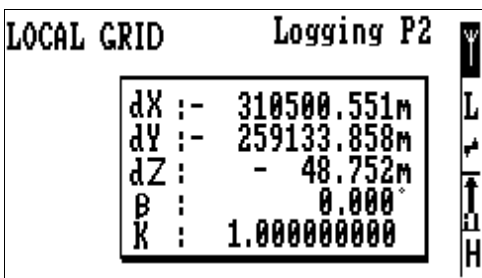 LOCAL GRID Logging P2
dX :- 310500.551m
dY :- 259133.858m
dZ : - 48.752m
β : 0.000°
K : 1.000000000
L
H